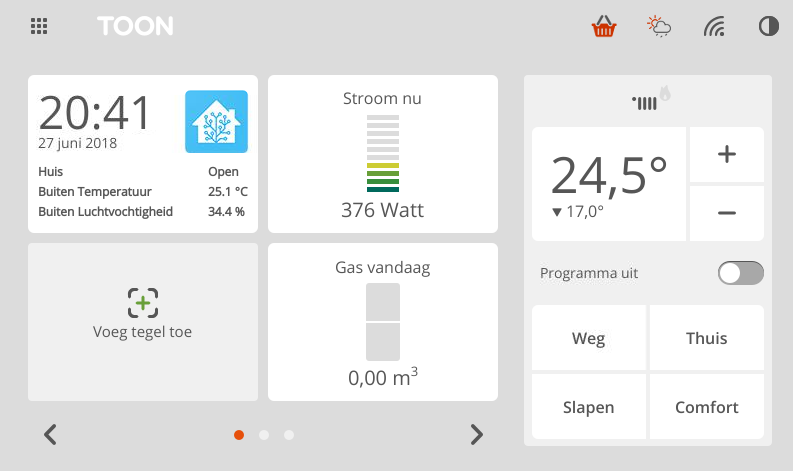 TOON
20:41
27 juni 2018
Huis Open
Buiten Temperatuur 25.1 °C
Buiten Luchtvochtigheid 34.4 %
Stroom nu
376 Watt
Voeg tegel toe
Gas vandaag
0,00 m³
24,5°
▼ 17,0°
+
−
Programma uit
Weg
Thuis
Slapen
Comfort